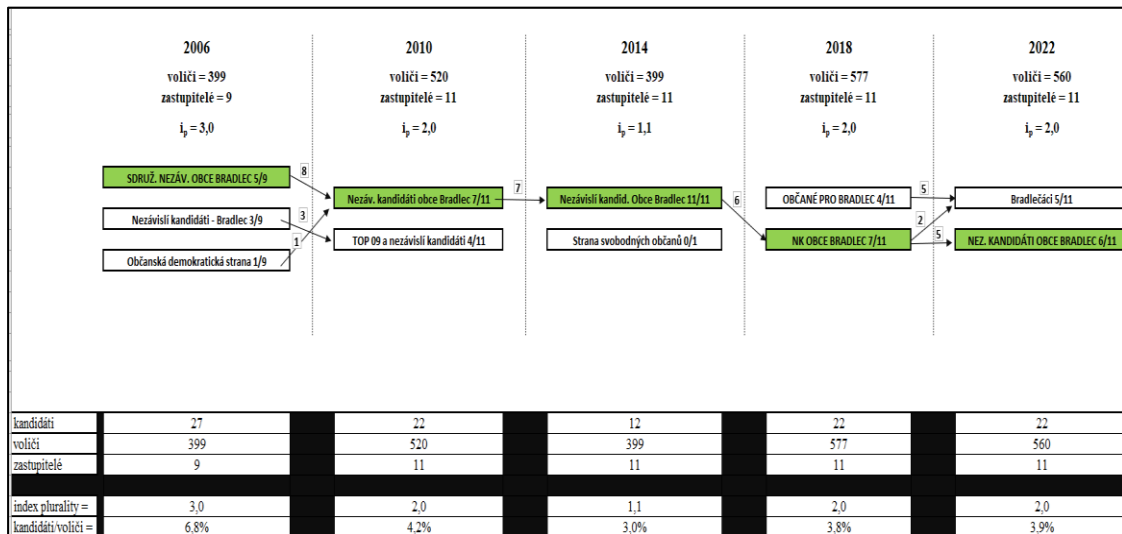 2006 2010 2014 2018 2022
voliči = 399 voliči = 520 voliči = 399 voliči = 577 voliči = 560
zastupitelé = 9 zastupitelé = 11 zastupitelé = 11 zastupitelé = 11 zastupitelé = 11
ip = 3,0 ip = 2,0 ip = 1,1 ip = 2,0 ip = 2,0
SDRUŽ. NEZÁV. OBCE BRADLEC 5/9 8
Nezáv. kandidáti obce Bradlec 7/11 7 Nezávislí kandid. Obce Bradlec 11/11 6 OBČANÉ PRO BRADLEC 4/11 5 Bradlečáci 5/11
Nezávislí kandidáti - Bradlec 3/9 3 2
TOP 09 a nezávislí kandidáti 4/11 Strana svobodných občanů 0/1 NK OBCE BRADLEC 7/11 5 NEZ. KANDIDÁTI OBCE BRADLEC 6/11
Občanská demokratická strana 1/9 1
kandidáti 27 22 12 22 22
voliči 399 520 399 577 560
zastupitelé 9 11 11 11 11
index plurality = 3,0 2,0 1,1 2,0 2,0
kandidáti/voliči = 6,8% 4,2% 3,0% 3,8% 3,9%